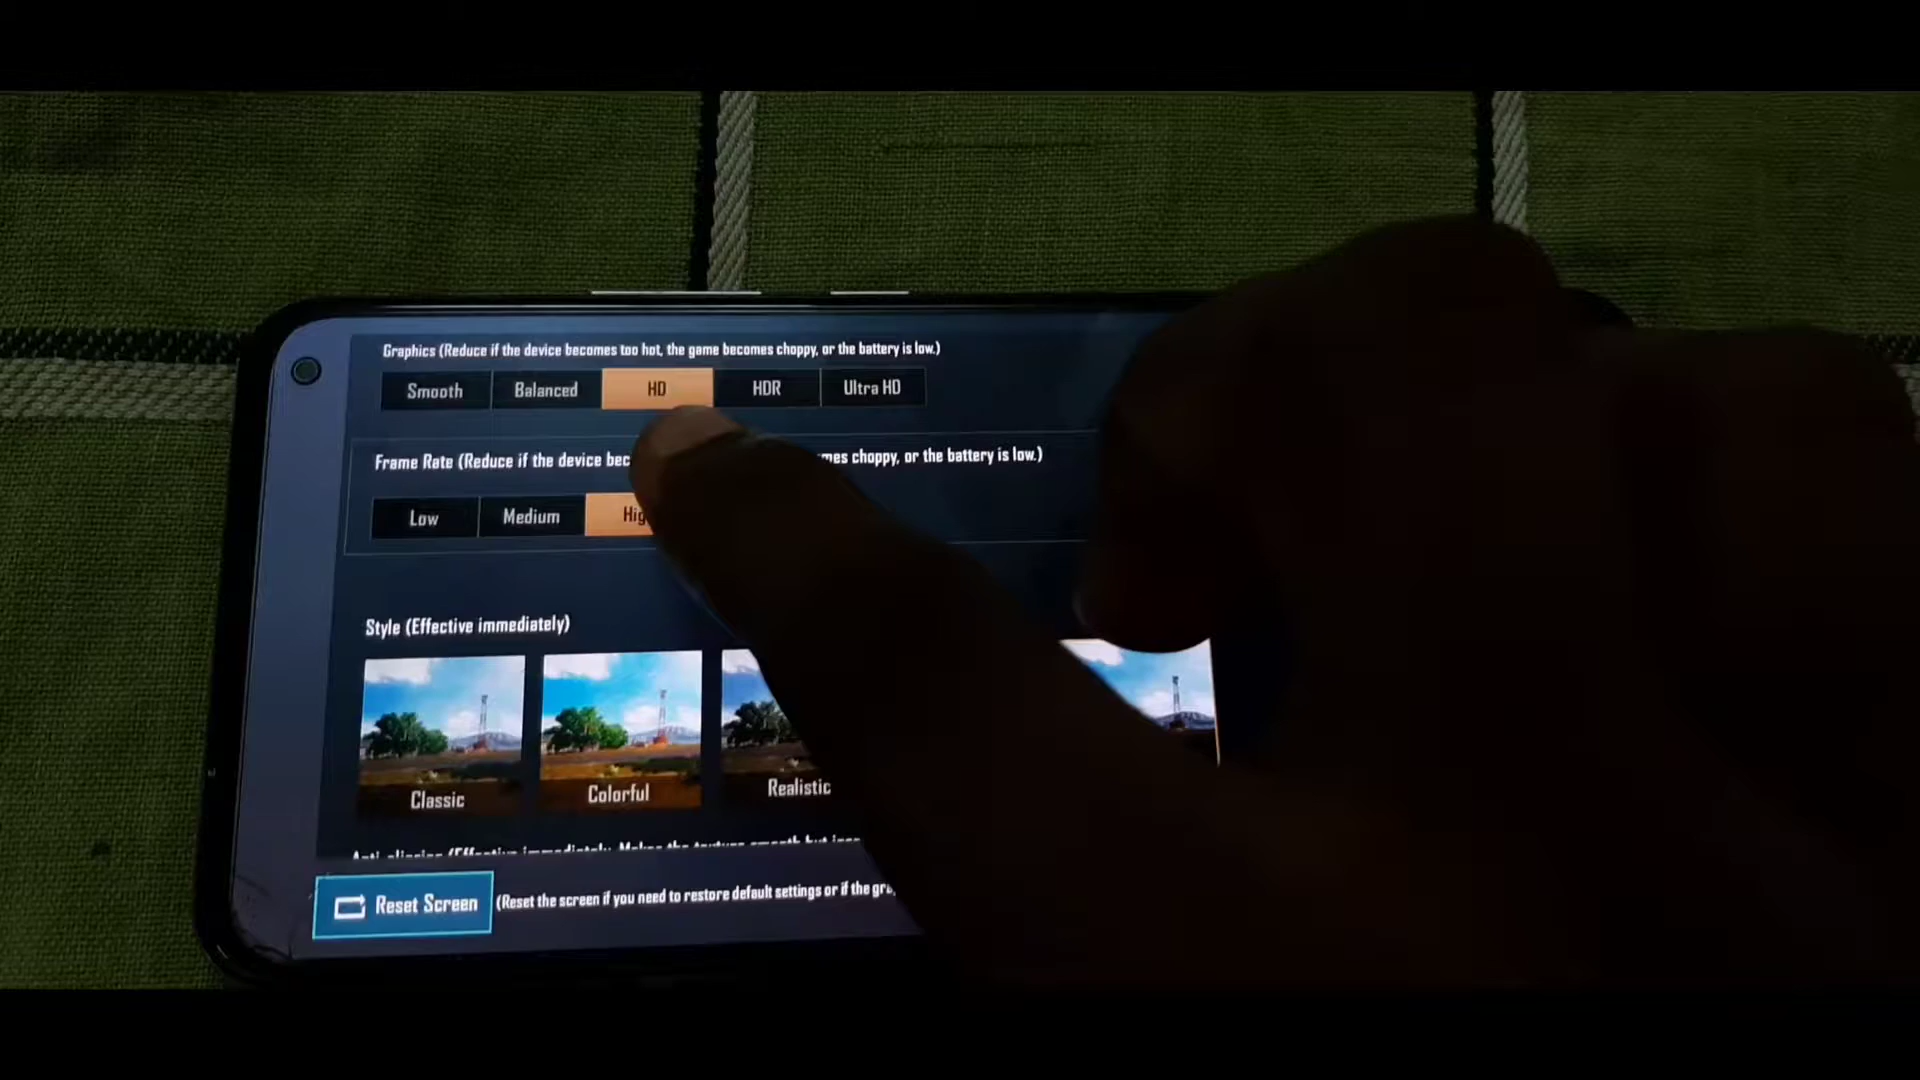 Graphics (Reduce if the device becomes too hot, the game becomes choppy, or the battery is low.)
Smooth Balanced HD HDR Ultra HD
Frame Rate (Reduce if the device bec mes choppy, or the battery is low.)
Low Medium Hig
Style (Effective immediately)
Classic Colorful Realistic
Reset Screen (Reset the screen if you need to restore default settings or if the gr